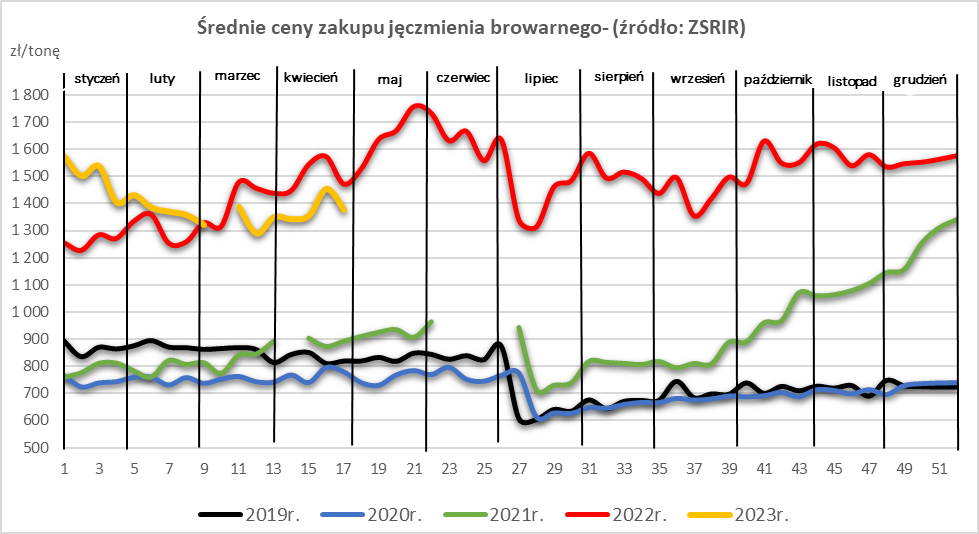 Średnie ceny zakupu jęczmienia browarnego- (źródło: ZSRIR)
zł/tonę
styczeń luty marzec kwiecień maj czerwiec lipiec sierpień wrzesień październik listopad grudzień
1 800
1 700
1 600
1 500
1 400
1 300
1 200
1 100
1 000
900
800
700
600
500
1 3 5 7 9 11 13 15 17 19 21 23 25 27 29 31 33 35 37 39 41 43 45 47 49 51
2019r. 2020r. 2021r. 2022r. 2023r.